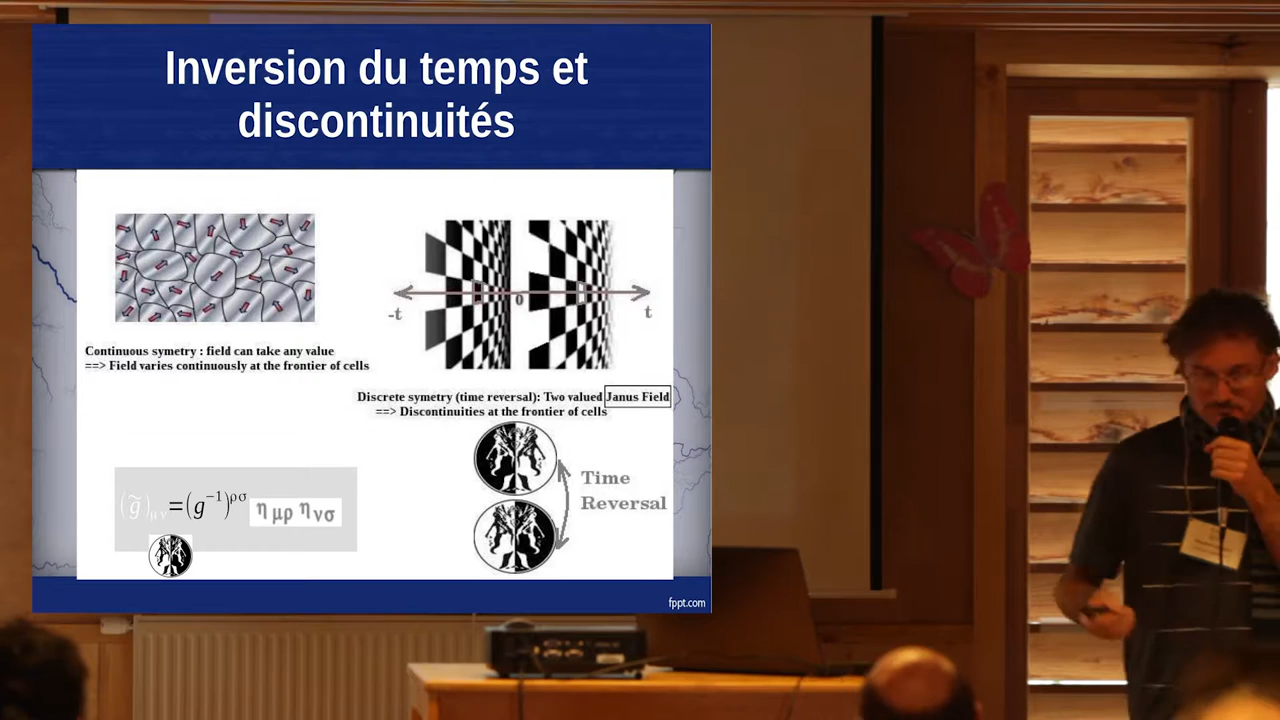 Inversion du temps et
discontinuités
-t
0
t
Continuous symetry : field can take any value
==> Field varies continuously at the frontier of cells
Discrete symetry (time reversal): Two valued Janus Field
==> Discontinuities at the frontier of cells
(g̃)μν=(g⁻¹)ρσ ημρ ηνσ
Time
Reversal
fppt.com